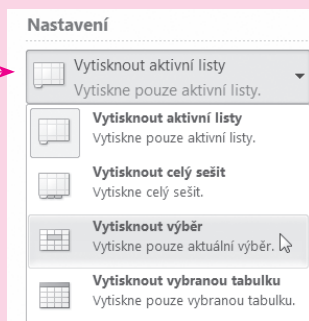 Nastavení
Vytisknout aktivní listy
Vytiskne pouze aktivní listy.
Vytisknout aktivní listy
Vytiskne pouze aktivní listy.
Vytisknout celý sešit
Vytiskne celý sešit.
Vytisknout výběr
Vytiskne pouze aktuální výběr.
Vytisknout vybranou tabulku
Vytiskne pouze vybranou tabulku.